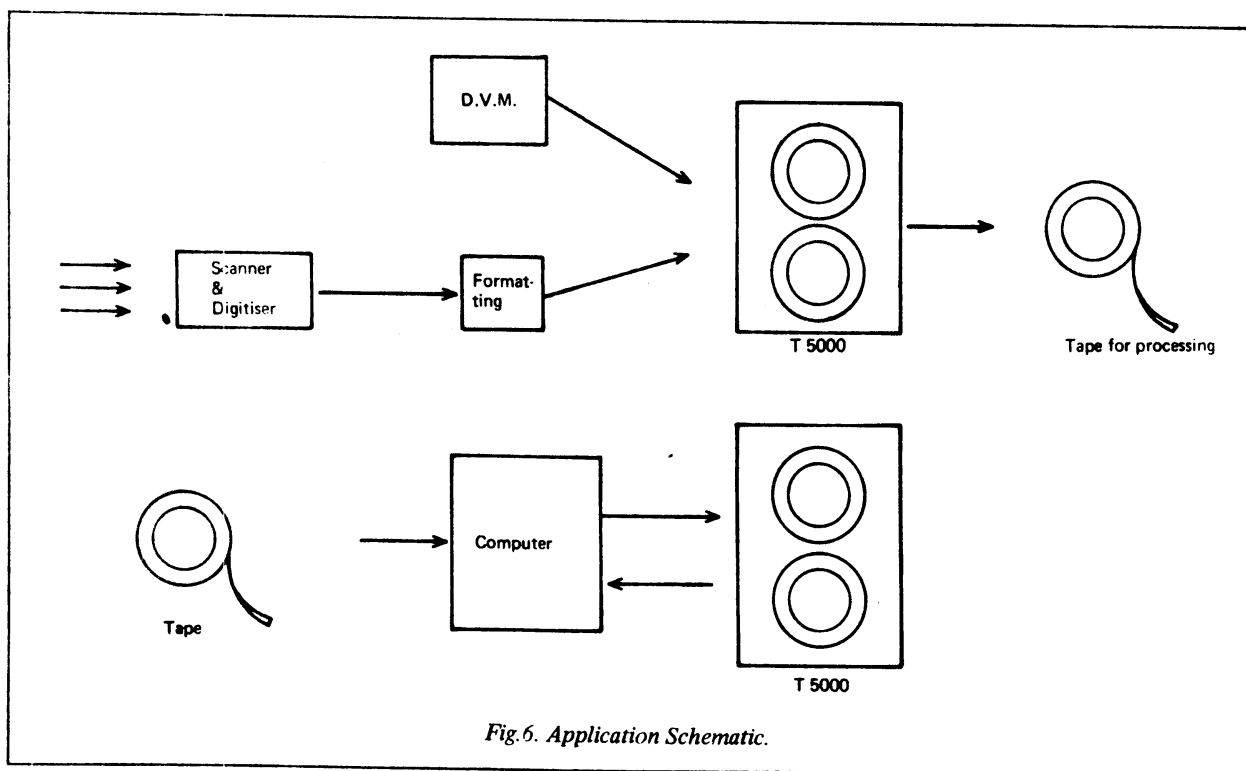 D.V.M.
Scanner
&
Digitiser
Format-
ting
T 5000
Tape for processing
Computer
Tape
T 5000
Fig.6. Application Schematic.